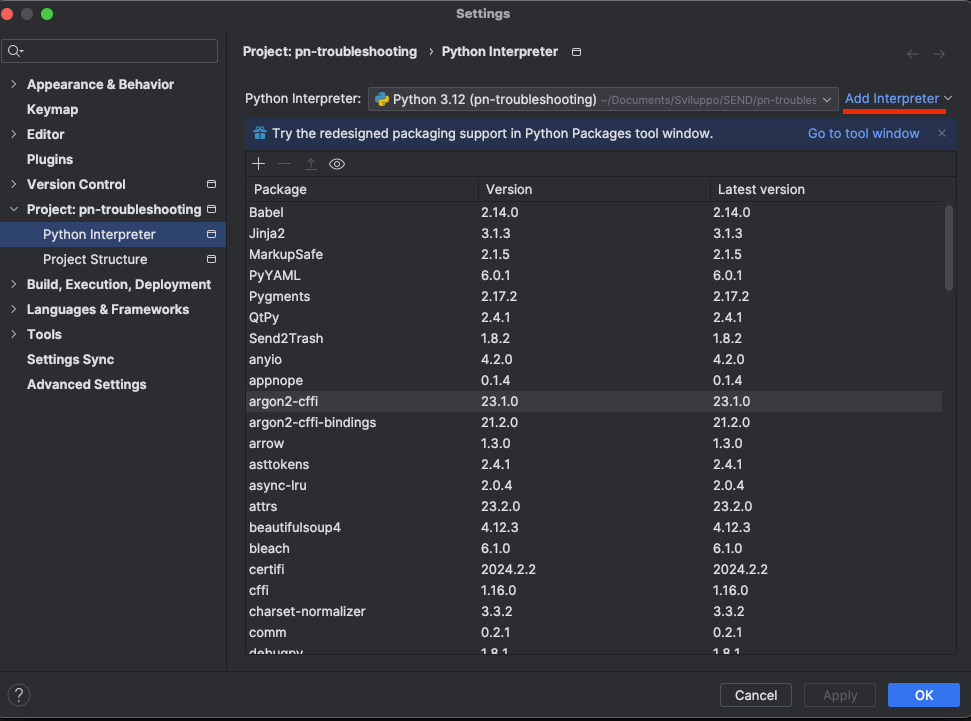 Settings
Project: pn-troubleshooting › Python Interpreter
Appearance & Behavior
Keymap
Editor
Plugins
Version Control
Project: pn-troubleshooting
Python Interpreter
Project Structure
Build, Execution, Deployment
Languages & Frameworks
Tools
Settings Sync
Advanced Settings
Python Interpreter: Python 3.12 (pn-troubleshooting) ~/Documents/Sviluppo/SEND/pn-troubles Add Interpreter
Try the redesigned packaging support in Python Packages tool window. Go to tool window ×
Package Version Latest version
Babel 2.14.0 2.14.0
Jinja2 3.1.3 3.1.3
MarkupSafe 2.1.5 2.1.5
PyYAML 6.0.1 6.0.1
Pygments 2.17.2 2.17.2
QtPy 2.4.1 2.4.1
Send2Trash 1.8.2 1.8.2
anyio 4.2.0 4.2.0
appnope 0.1.4 0.1.4
argon2-cffi 23.1.0 23.1.0
argon2-cffi-bindings 21.2.0 21.2.0
arrow 1.3.0 1.3.0
asttokens 2.4.1 2.4.1
async-lru 2.0.4 2.0.4
attrs 23.2.0 23.2.0
beautifulsoup4 4.12.3 4.12.3
bleach 6.1.0 6.1.0
certifi 2024.2.2 2024.2.2
cffi 1.16.0 1.16.0
charset-normalizer 3.3.2 3.3.2
comm 0.2.1 0.2.1
debugpy 1.8.1 1.8.1
? Cancel Apply OK